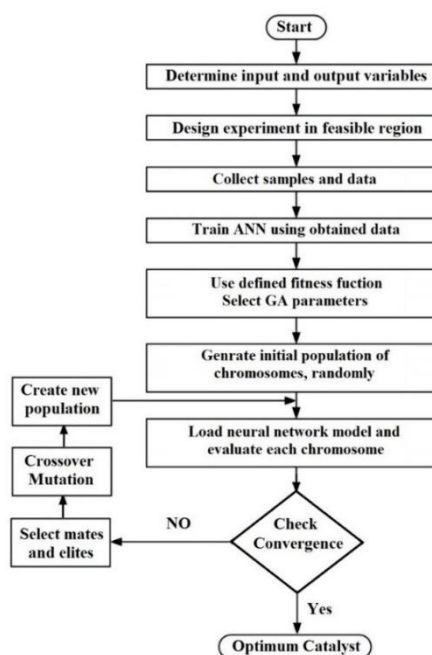 Start
Determine input and output variables
Design experiment in feasible region
Collect samples and data
Train ANN using obtained data
Use defined fitness fuction
Select GA parameters
Genrate initial population of
chromosomes, randomly
Create new
population
Load neural network model and
evaluate each chromosome
Crossover
Mutation
Select mates
and elites
NO
Check
Convergence
Yes
Optimum Catalyst